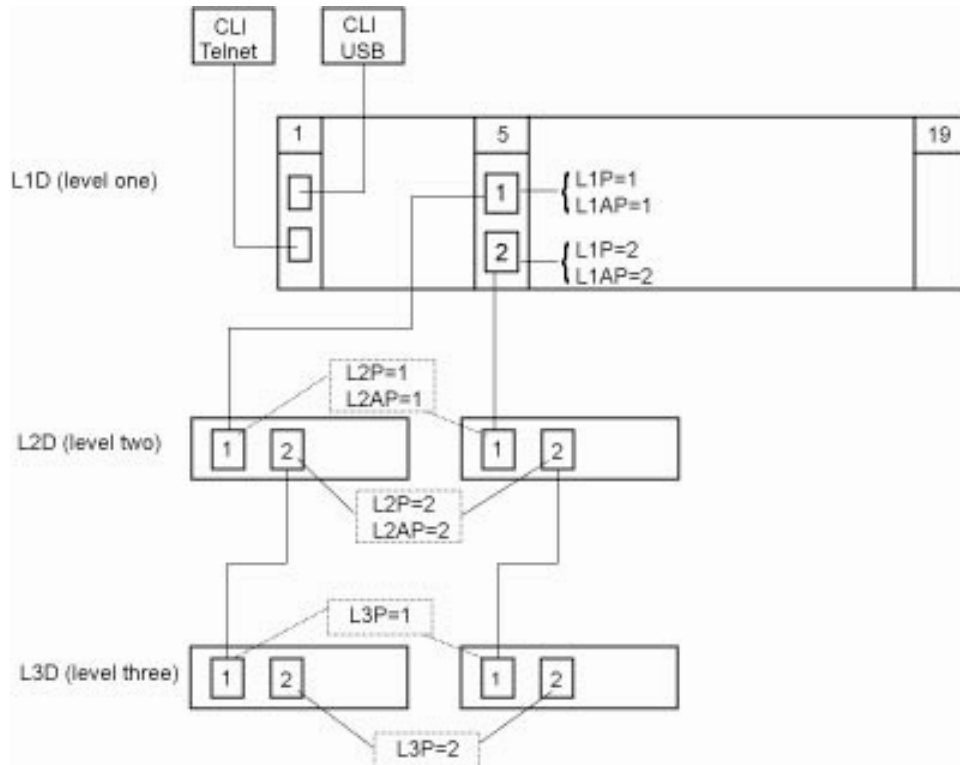 CLI
Telnet
CLI
USB
1
5
19
L1D (level one)
1
L1P=1
L1AP=1
2
L1P=2
L1AP=2
L2P=1
L2AP=1
L2D (level two)
1
2
1
2
L2P=2
L2AP=2
L3P=1
L3D (level three)
1
2
1
2
L3P=2